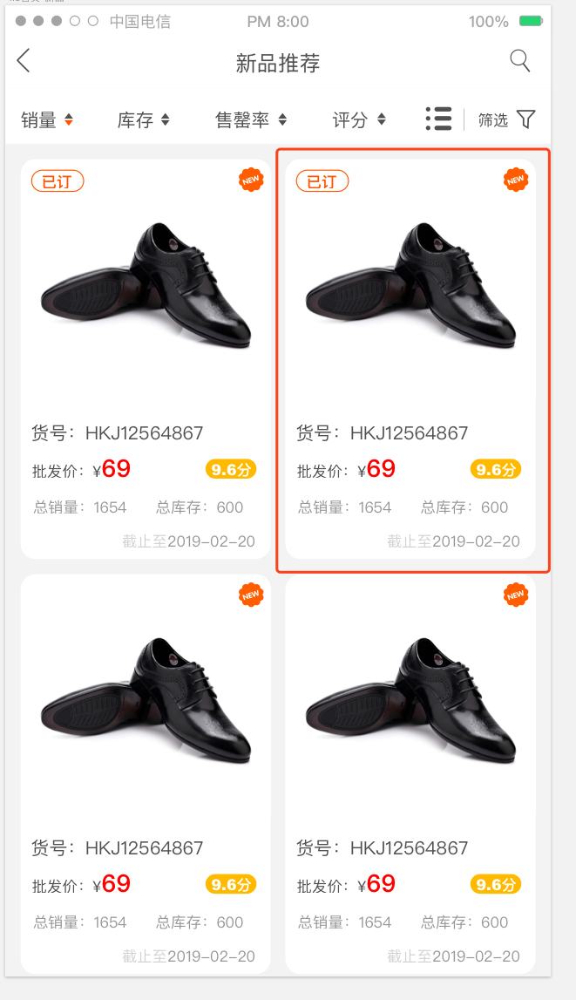 中国电信 PM 8:00 100%
新品推荐
销量 库存 售罄率 评分 筛选
已订 NEW 已订 NEW
货号：HKJ12564867 货号：HKJ12564867
批发价：¥69 9.6分 批发价：¥69 9.6分
总销量：1654 总库存：600 总销量：1654 总库存：600
截止至2019-02-20 截止至2019-02-20
NEW NEW
货号：HKJ12564867 货号：HKJ12564867
批发价：¥69 9.6分 批发价：¥69 9.6分
总销量：1654 总库存：600 总销量：1654 总库存：600
截止至2019-02-20 截止至2019-02-20